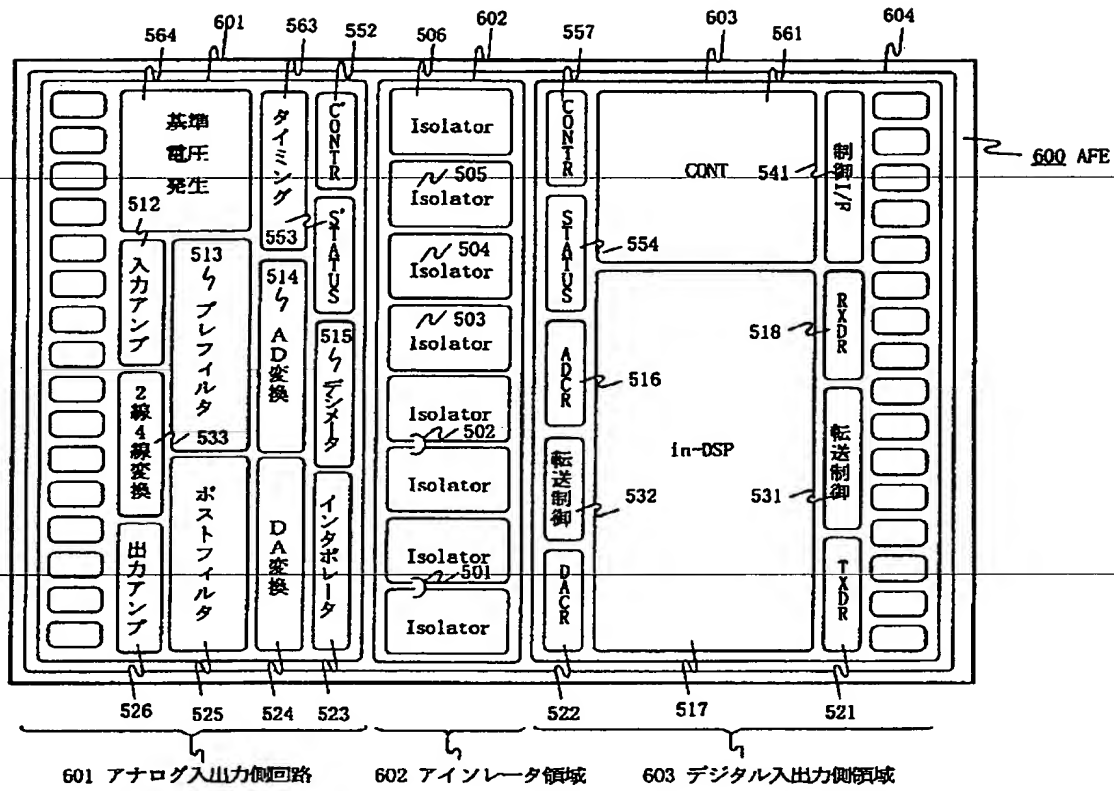 564
601
563
552
506
602
557
603
561
604
基準
電圧
発生
タイミング
C'ONTR
Isolator
CONTR
CONT
541
制御I/F
600 AFE
512
553
S'TATUS
505
Isolator
STATUS
554
入力アンプ
513
プレフィルタ
514
AD変換
504
Isolator
503
Isolator
515
デシメータ
ADCR
516
518
RXDR
2線4線変換
533
Isolator
502
Isolator
転送制御
532
in-DSP
531
転送制御
出力アンプ
ポストフィルタ
DA変換
インタポレータ
Isolator
501
Isolator
DACR
TXDR
526
525
524
523
522
517
521
601 アナログ入出力側回路
602 アインレータ領域
603 デジタル入出力側領域